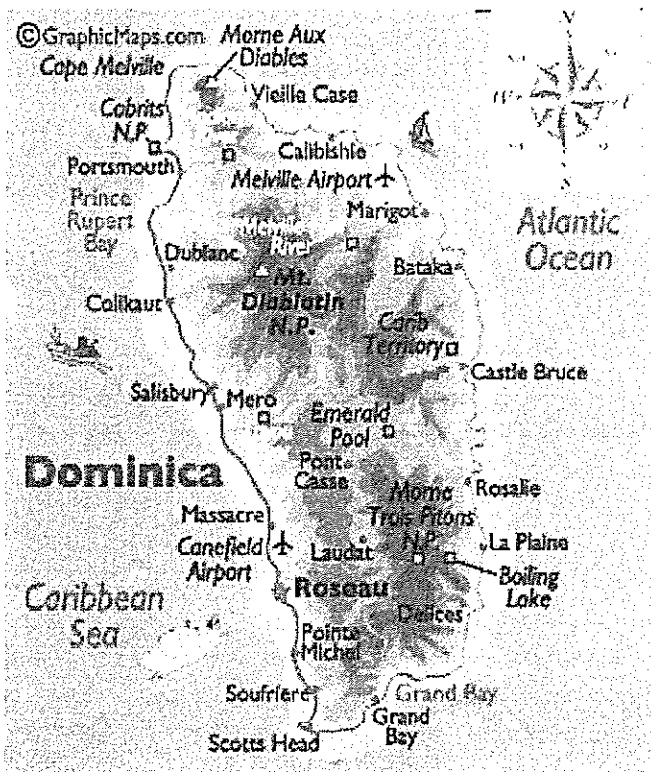 ©GraphicMaps.com
Morne Aux
Diables
Cape Melville
Vieille Case
Cabrits
N.P.
Portsmouth
Calibishie
Melville Airport
Prince
Rupert
Bay
Marigot
Atlantic
Ocean
Dublanc
Bataka
Mt.
Diablotin
N.P.
Colihaut
Carib
Territory
Castle Bruce
Salisbury
Mero
Emerald
Pool
Dominica
Pont
Casse
Morne
Trois Pitons
N.P.
Rosalie
Massacre
Canefield
Airport
Laudat
La Plaine
Boiling
Lake
Roseau
Caribbean
Sea
Delices
Pointe
Michel
Soufriere
Grand Bay
Grand
Bay
Scotts Head